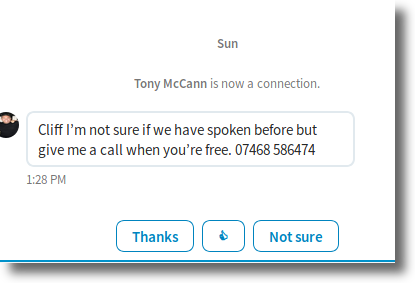 Sun
Tony McCann is now a connection.
Cliff I’m not sure if we have spoken before but
give me a call when you’re free. 07468 586474
1:28 PM
Thanks
Not sure